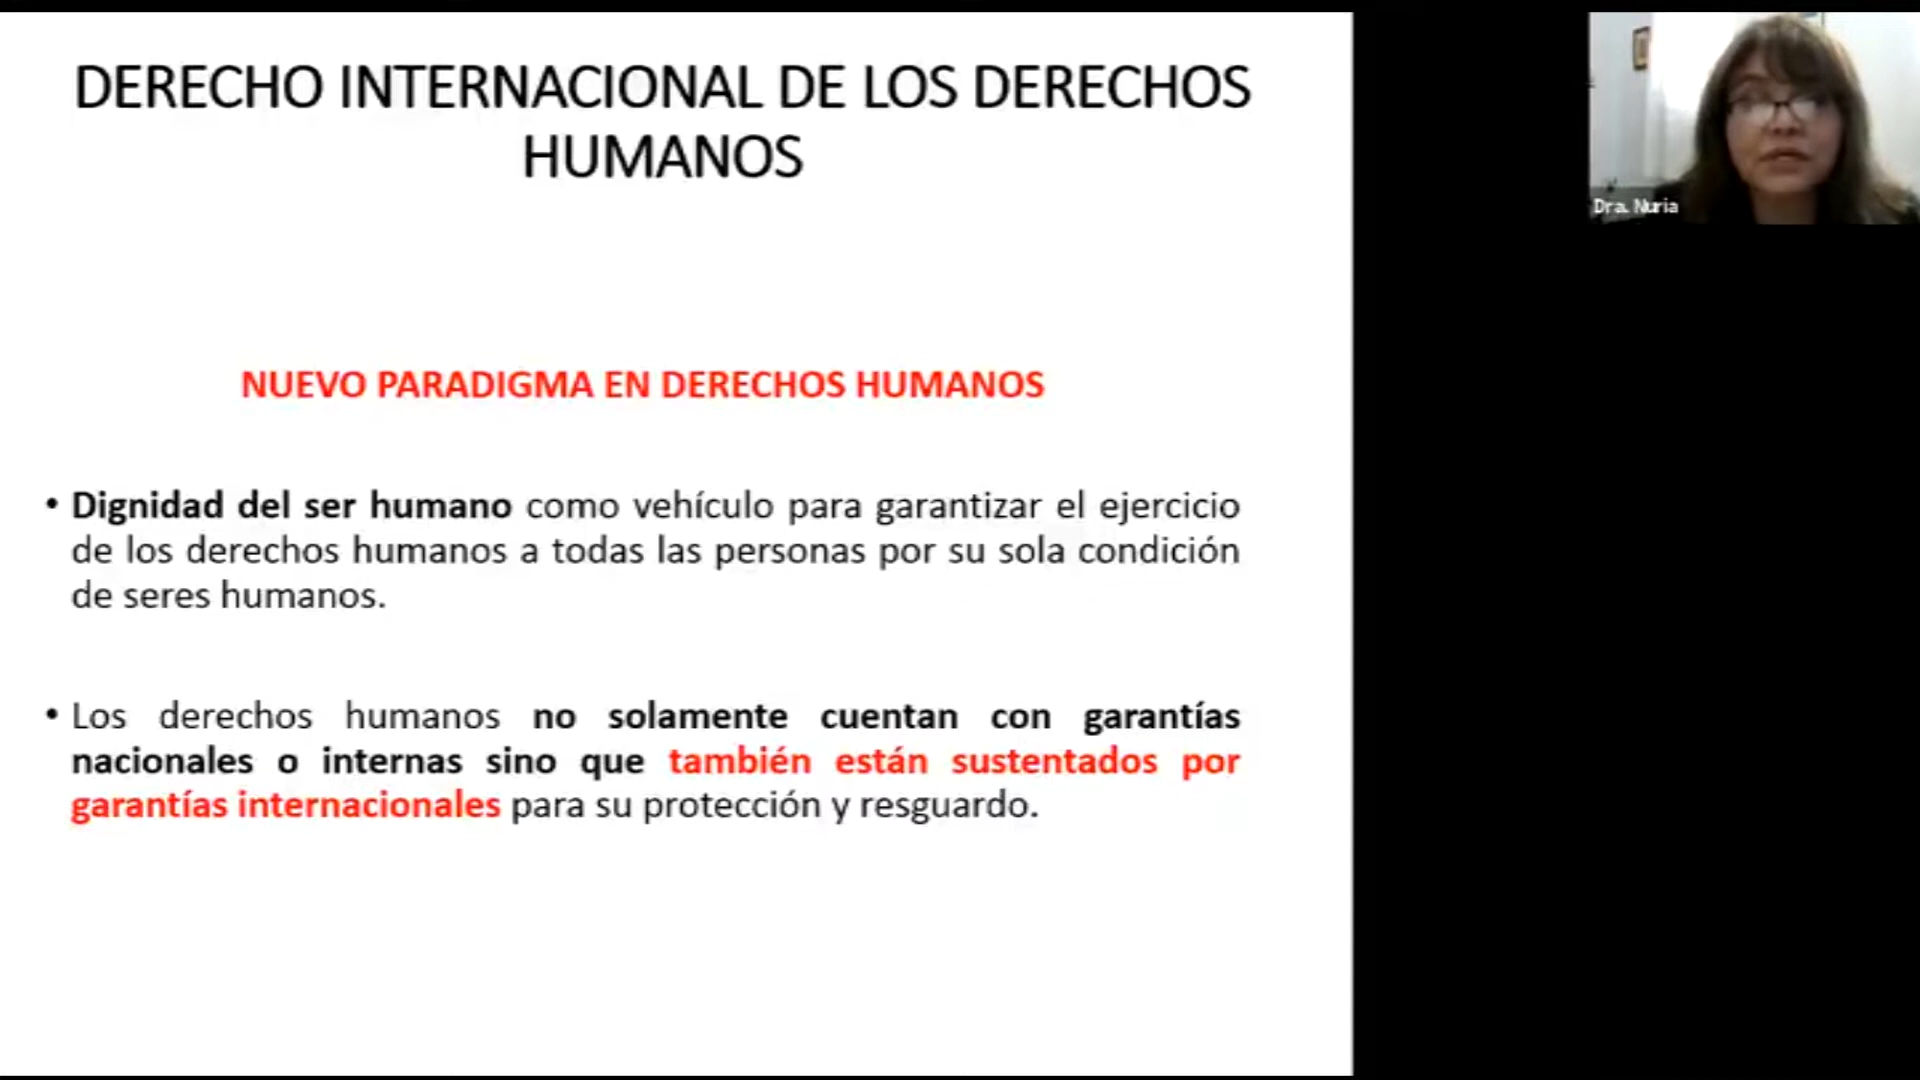 DERECHO INTERNACIONAL DE LOS DERECHOS
HUMANOS
Dra. Nuria
NUEVO PARADIGMA EN DERECHOS HUMANOS
• Dignidad del ser humano como vehículo para garantizar el ejercicio
de los derechos humanos a todas las personas por su sola condición
de seres humanos.
• Los derechos humanos no solamente cuentan con garantías
nacionales o internas sino que también están sustentados por
garantías internacionales para su protección y resguardo.